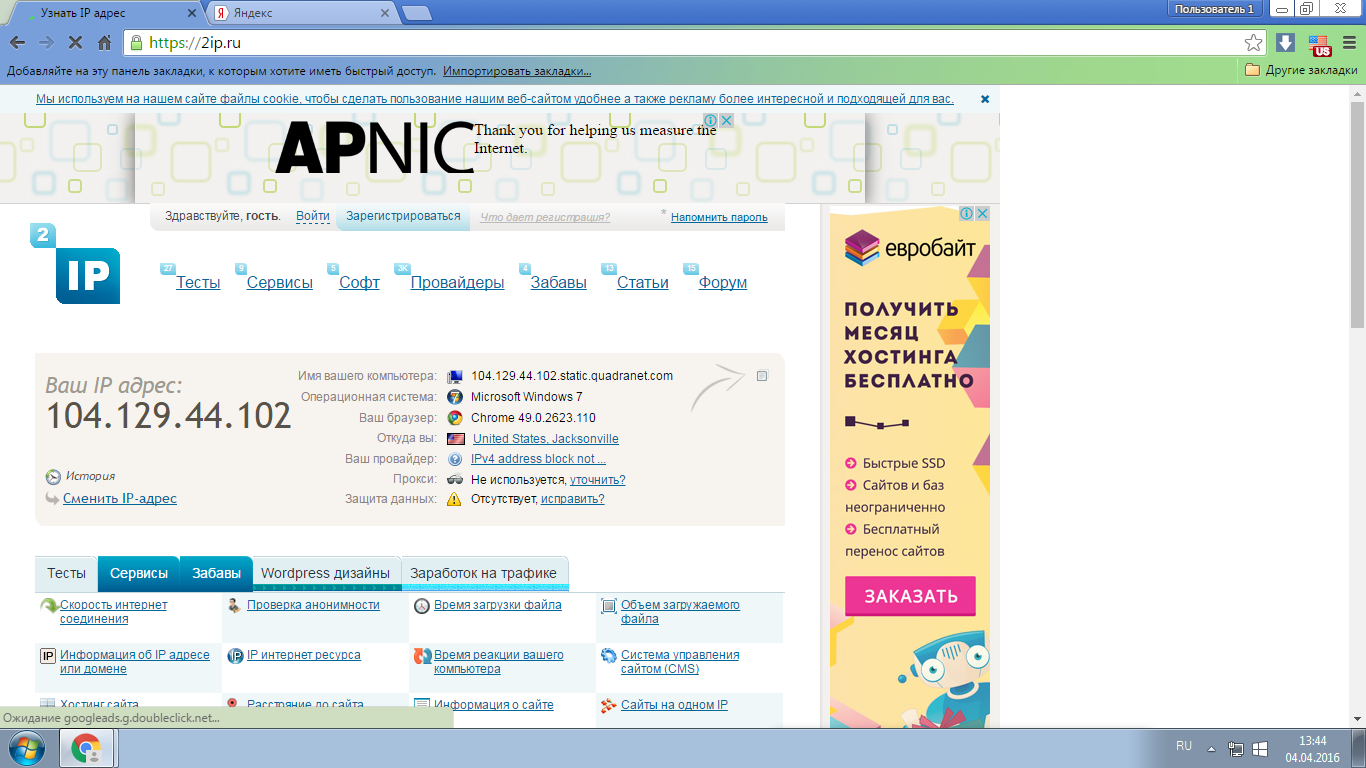 Узнать IP адрес
Яндекс
Пользователь 1
https://2ip.ru
US
Добавляйте на эту панель закладки, к которым хотите иметь быстрый доступ. Импортировать закладки...
Другие закладки
Мы используем на нашем сайте файлы cookie, чтобы сделать пользование нашим веб-сайтом удобнее а также рекламу более интересной и подходящей для вас.
APNIC
Thank you for helping us measure the
Internet.
Здравствуйте, гость. Войти Зарегистрироваться Что дает регистрация? * Напомнить пароль
2
IP
27 Тесты
9 Сервисы
5 Софт
3K Провайдеры
4 Забавы
13 Статьи
15 Форум
Ваш IP адрес:
104.129.44.102
История
Сменить IP-адрес
Имя вашего компьютера: 104.129.44.102.static.quadranet.com
Операционная система: Microsoft Windows 7
Ваш браузер: Chrome 49.0.2623.110
Откуда вы: United States, Jacksonville
Ваш провайдер: IPv4 address block not ...
Прокси: Не используется, уточнить?
Защита данных: Отсутствует, исправить?
Тесты
Сервисы
Забавы
Wordpress дизайны
Заработок на трафике
Скорость интернет
соединения
Проверка анонимности
Время загрузки файла
Объем загружаемого
файла
IP
Информация об IP адресе
или домене
IP
IP интернет ресурса
Время реакции вашего
компьютера
Система управления
сайтом (CMS)
Хостинг сайта
Расстояние до сайта
Информация о сайте
Сайты на одном IP
евробайт
ПОЛУЧИТЬ
МЕСЯЦ
ХОСТИНГА
БЕСПЛАТНО
Быстрые SSD
Сайтов и баз
неограниченно
Бесплатный
перенос сайтов
ЗАКАЗАТЬ
Ожидание googleads.g.doubleclick.net...
RU
13:44
04.04.2016